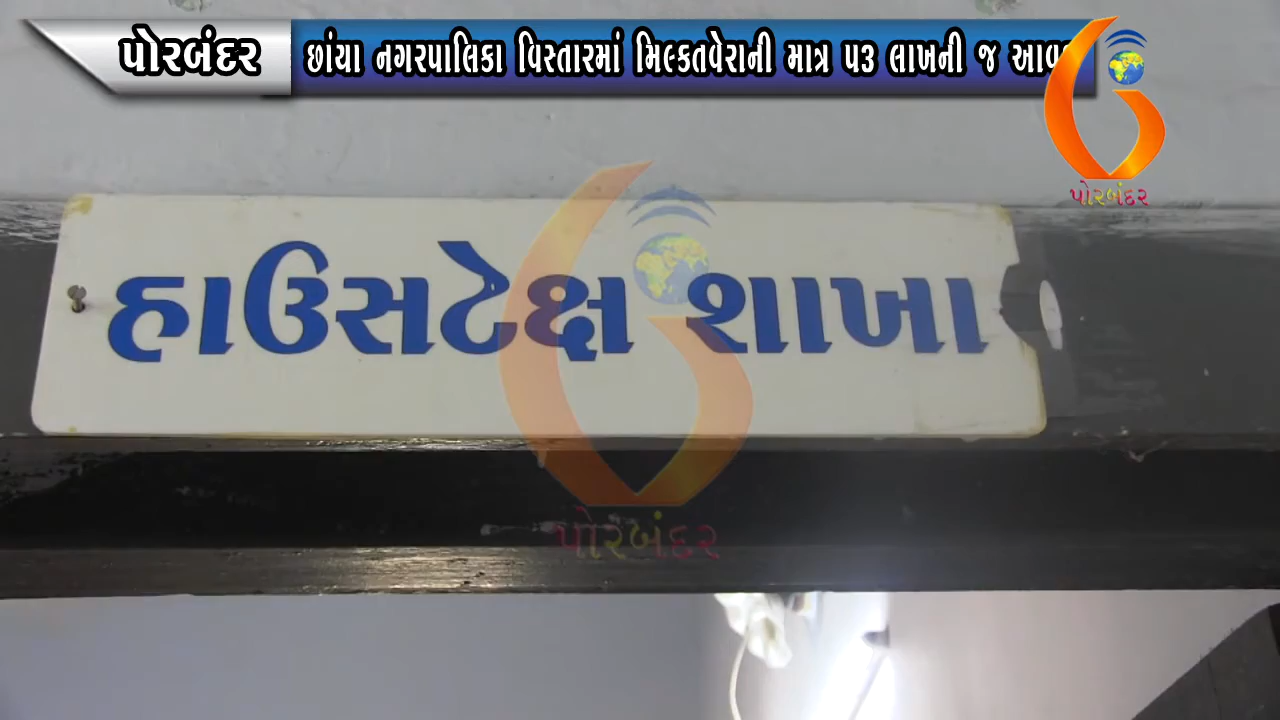 પોરબંદર
છાંયા નગરપાલિકા વિસ્તારમાં મિલ્કતવેરાની માત્ર ૫૩ લાખની જ
પોરબંદર
હાઉસટેક્ષ શાખા
પોરબંદર